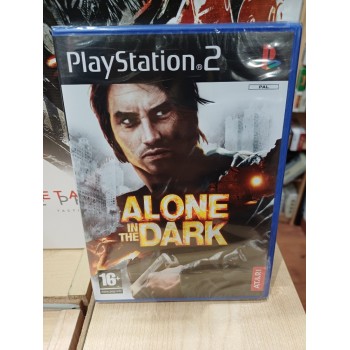 PlayStation®2
PAL
ALONE
IN THE
DARK
16+
ATARI